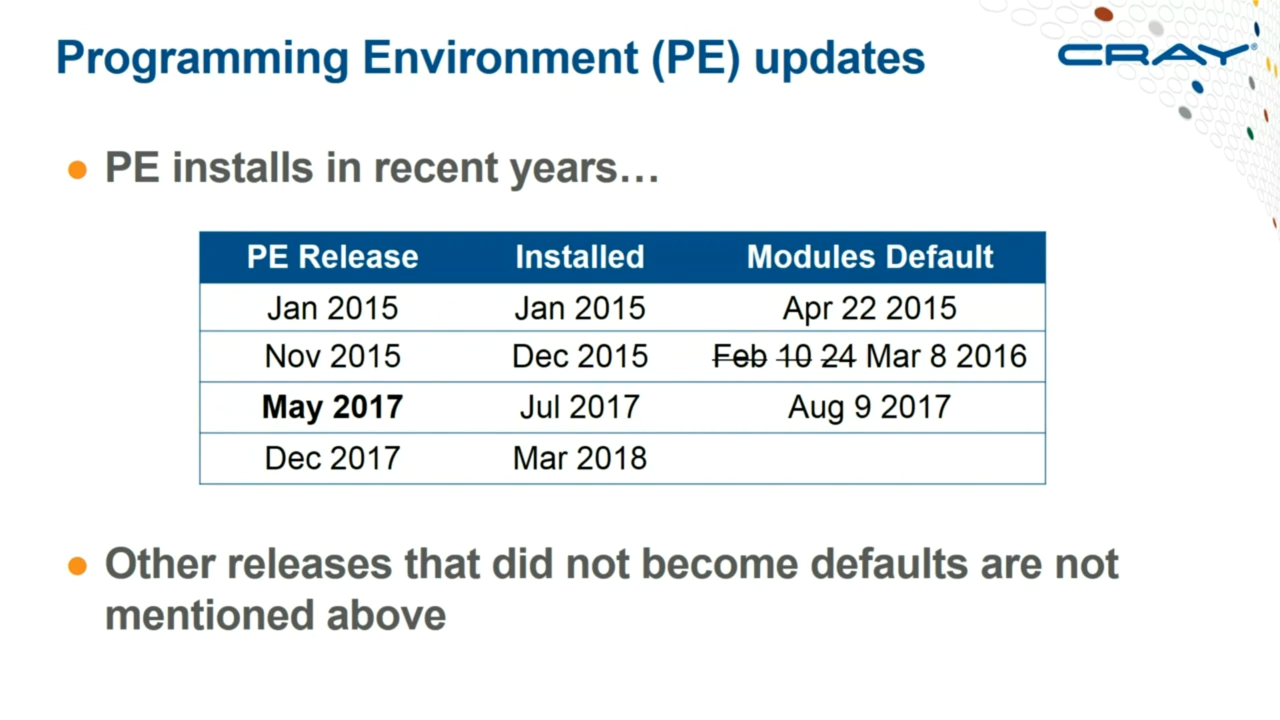 Programming Environment (PE) updates
CRAY®
• PE installs in recent years…
PE Release Installed Modules Default
Jan 2015 Jan 2015 Apr 22 2015
Nov 2015 Dec 2015 Feb 10 24 Mar 8 2016
May 2017 Jul 2017 Aug 9 2017
Dec 2017 Mar 2018
• Other releases that did not become defaults are not
mentioned above